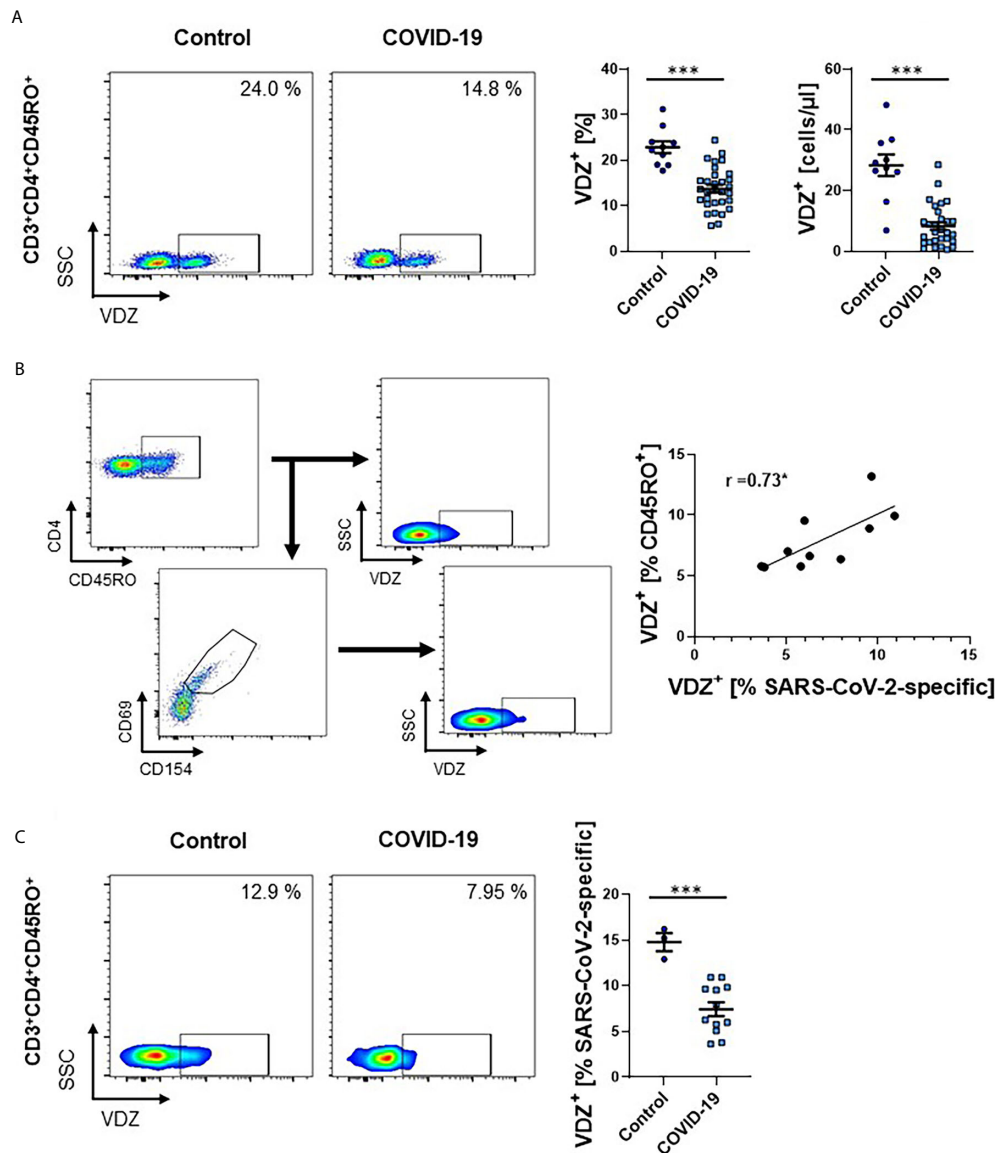 A
Control
COVID-19
CD3⁺CD4⁺CD45RO⁺
24.0 %
14.8 %
SSC
VDZ
VDZ⁺ [%]
40
30
20
10
0
***
Control
COVID-19
VDZ⁺ [cells/µl]
60
40
20
0
***
Control
COVID-19
B
CD4
CD45RO
SSC
VDZ
CD69
CD154
SSC
VDZ
VDZ⁺ [% CD45RO⁺]
15
10
5
0
r =0.73*
0
5
10
15
VDZ⁺ [% SARS-CoV-2-specific]
C
Control
COVID-19
CD3⁺CD4⁺CD45RO⁺
12.9 %
7.95 %
SSC
VDZ
VDZ⁺ [% SARS-CoV-2-specific]
20
15
10
5
0
***
Control
COVID-19